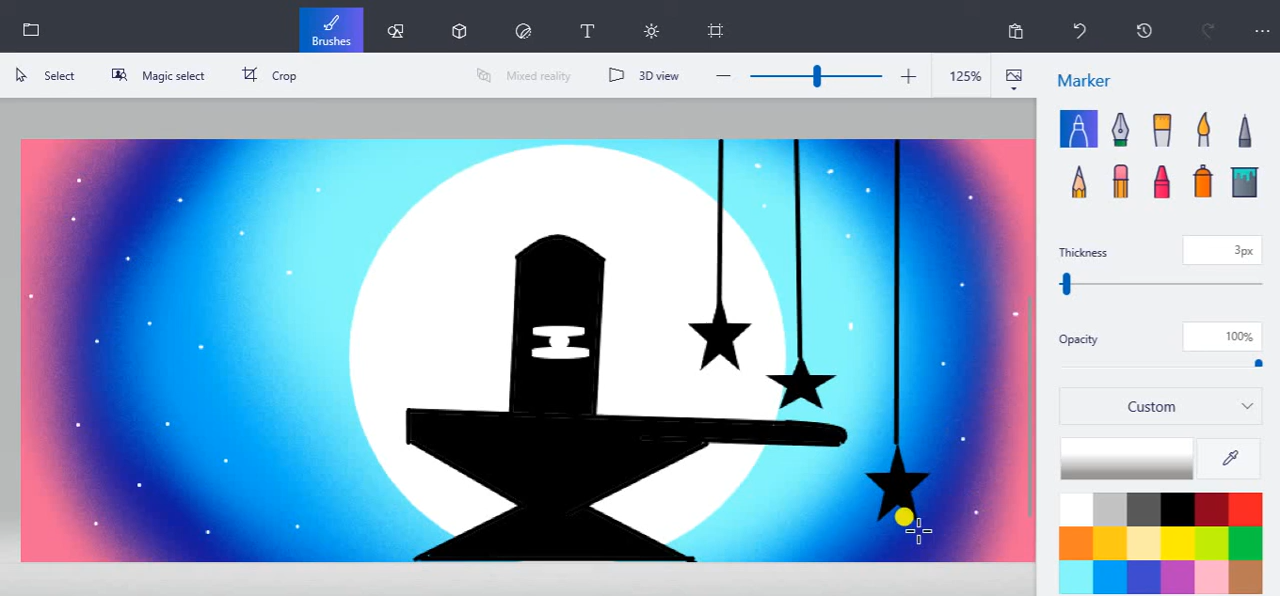 Brushes
Select
Magic select
Crop
Mixed reality
3D view
125%
Marker
Thickness
3px
Opacity
100%
Custom